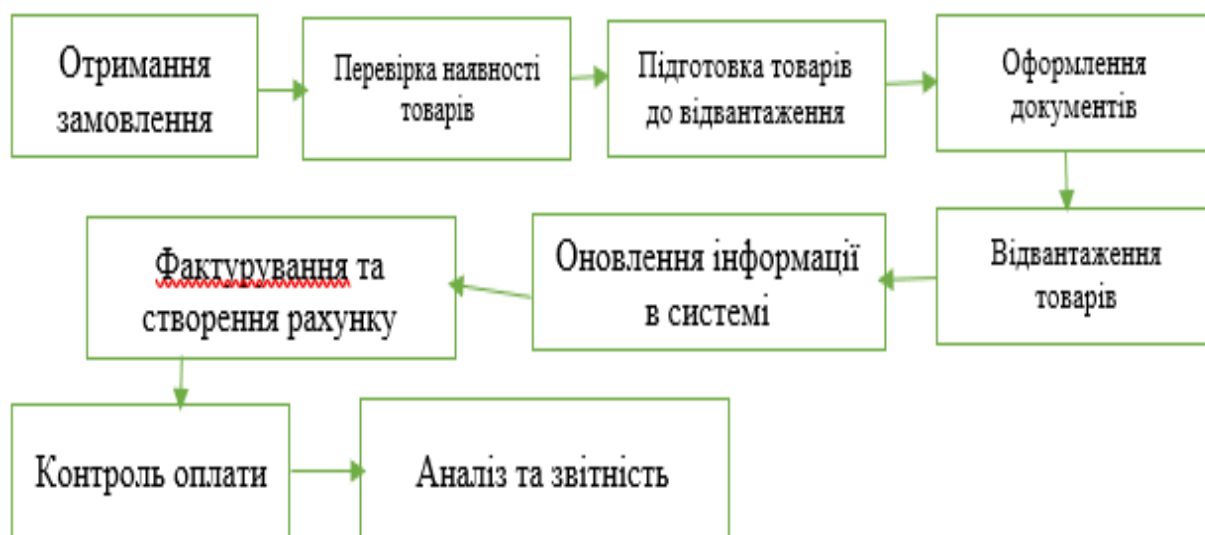 Отримання
замовлення
Перевірка наявності
товарів
Підготовка товарів
до відвантаження
Оформлення
документів
Відвантаження
товарів
Оновлення інформації
в системі
Фактурування та
створення рахунку
Контроль оплати
Аналіз та звітність